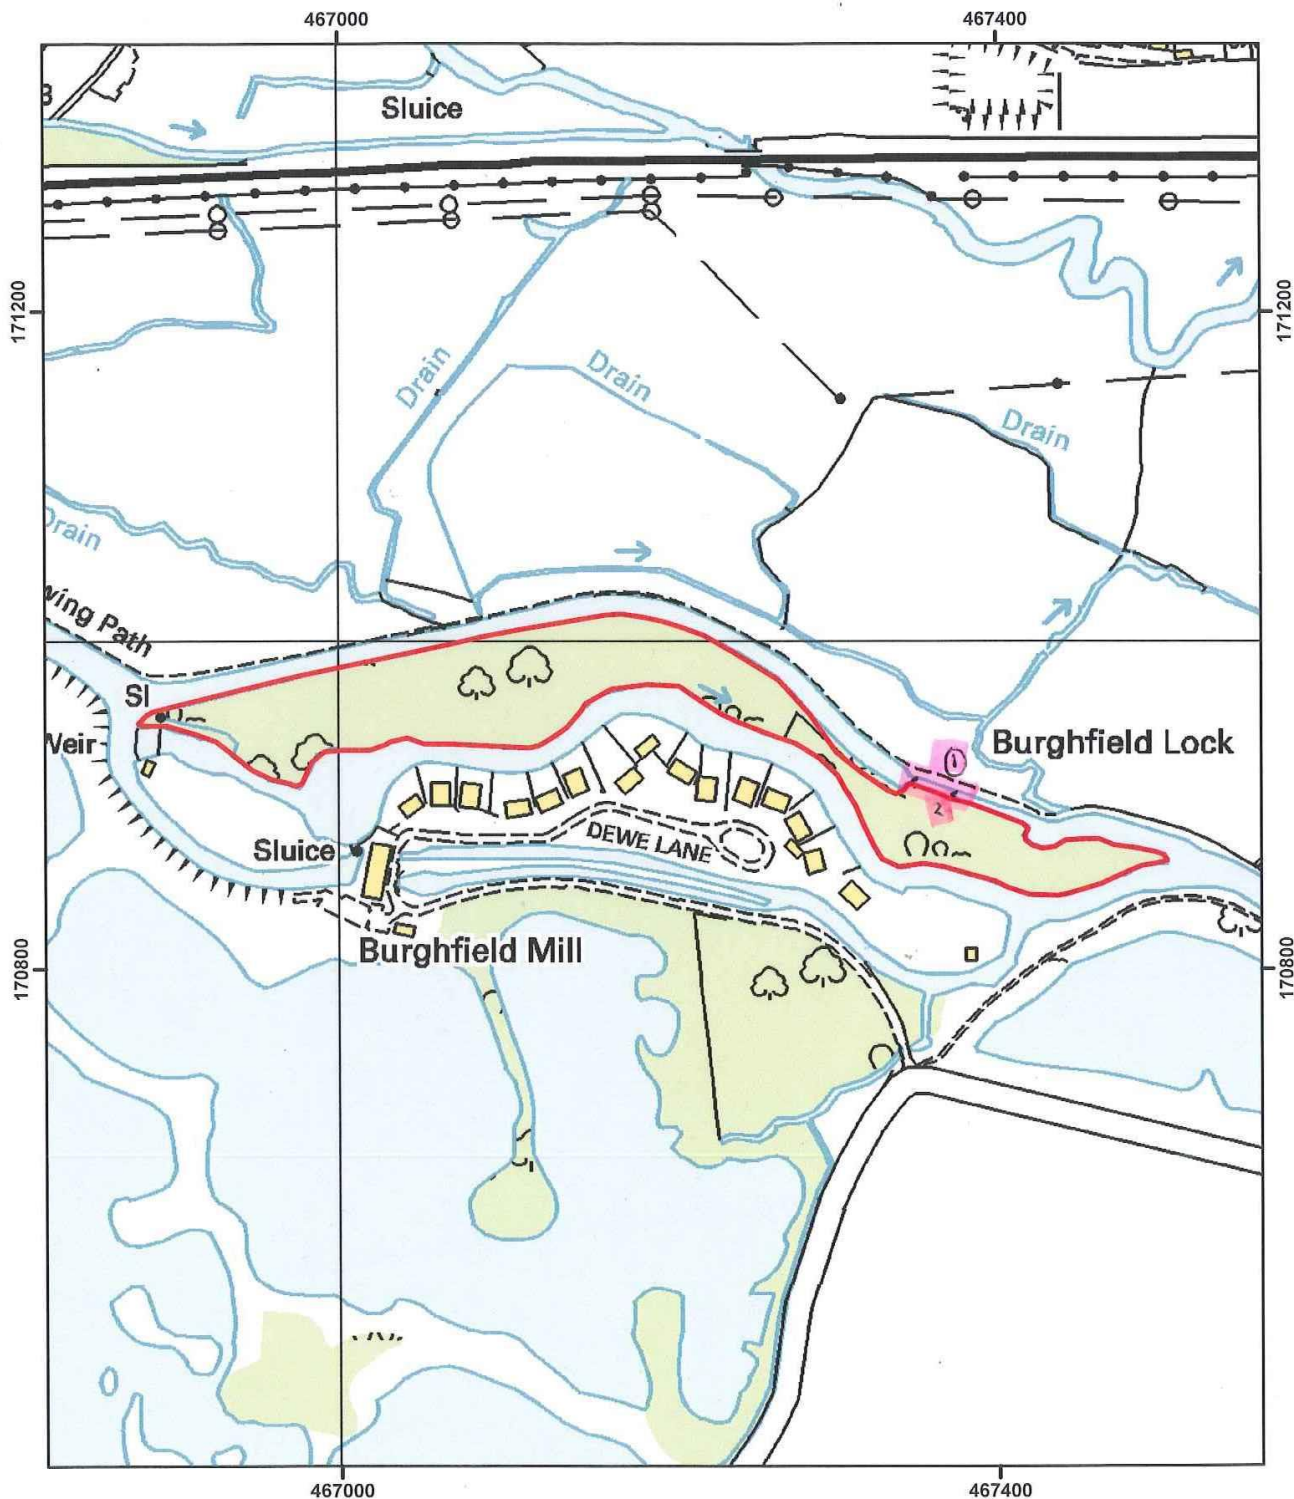 467000
467400
Sluice
171200
171200
Drain
Drain
Drain
Drain
wing Path
Sl
Weir
Burghfield Lock
1
2
Sluice
DEWE LANE
Burghfield Mill
170800
170800
467000
467400